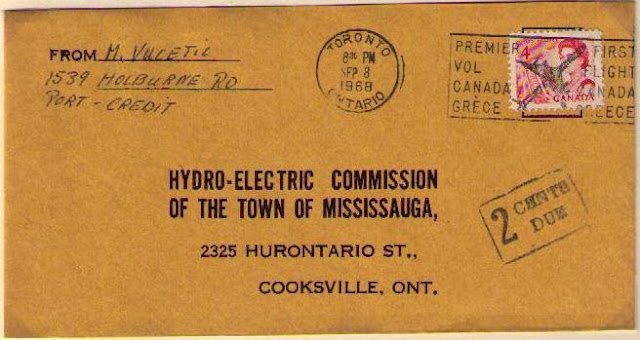 FROM M. Vucetic
1539 HOLBURNE RD
PORT - CREDIT
TORONTO
8 PM
SEP 8
1968
ONTARIO
PREMIER
VOL
CANADA
GRÈCE
4
CANADA
FIRST
FLIGHT
CANADA
GREECE
HYDRO-ELECTRIC COMMISSION
OF THE TOWN OF MISSISSAUGA,
2325 HURONTARIO ST.,
COOKSVILLE, ONT.
2 CENTS
DUE